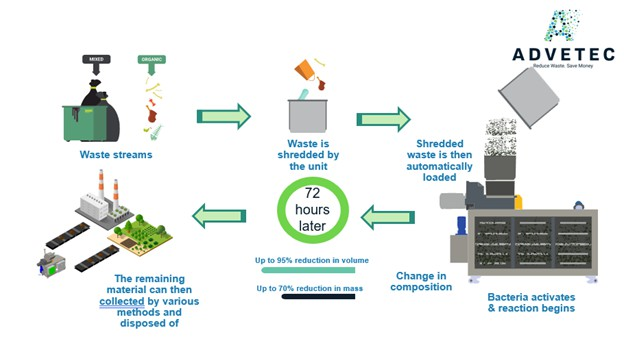 ADVETEC
Reduce Waste. Save Money
MIXED
ORGANIC
Waste streams
Waste is
shredded by
the unit
Shredded
waste is then
automatically
loaded
Bacteria activates
& reaction begins
Change in
composition
72
hours
later
Up to 95% reduction in volume
Up to 70% reduction in mass
The remaining
material can then
collected by various
methods and
disposed of